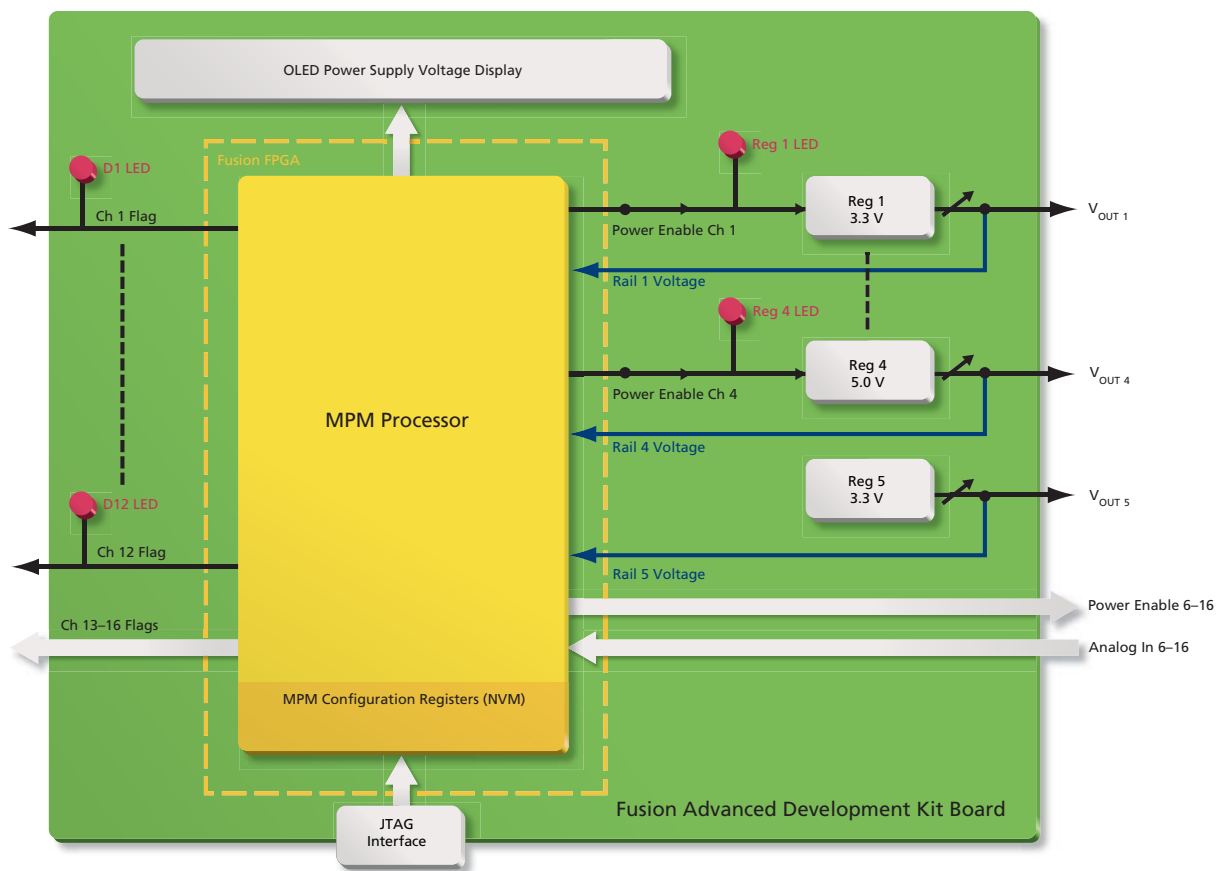 OLED Power Supply Voltage Display
Fusion FPGA
D1 LED
Ch 1 Flag
Reg 1 LED
Power Enable Ch 1
Reg 1
3.3 V
V OUT 1
Rail 1 Voltage
Reg 4 LED
Power Enable Ch 4
Reg 4
5.0 V
V OUT 4
MPM Processor
Rail 4 Voltage
Reg 5
3.3 V
V OUT 5
D12 LED
Ch 12 Flag
Rail 5 Voltage
Power Enable 6–16
Ch 13–16 Flags
Analog In 6–16
MPM Configuration Registers (NVM)
Fusion Advanced Development Kit Board
JTAG
Interface